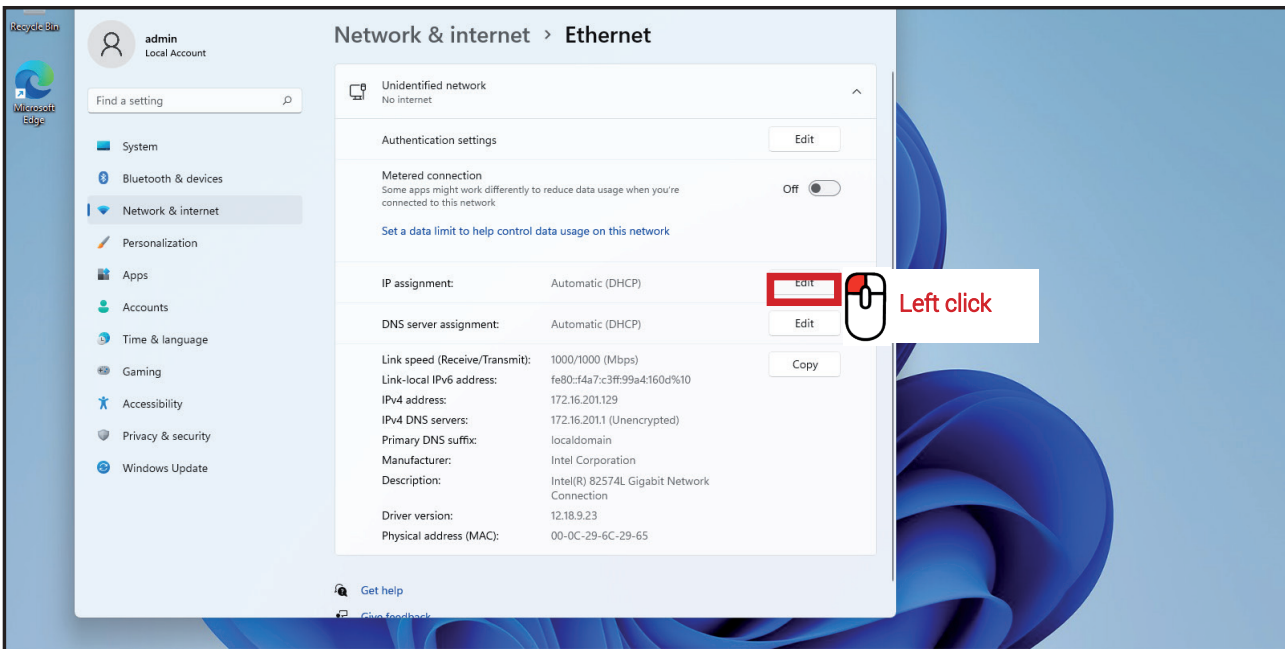 Recycle Bin
Microsoft
Edge
admin
Local Account
Find a setting
System
Bluetooth & devices
Network & internet
Personalization
Apps
Accounts
Time & language
Gaming
Accessibility
Privacy & security
Windows Update
Network & internet > Ethernet
Unidentified network
No internet
Authentication settings Edit
Metered connection
Some apps might work differently to reduce data usage when you're
connected to this network
Off
Set a data limit to help control data usage on this network
IP assignment: Automatic (DHCP) Edit
Left click
DNS server assignment: Automatic (DHCP) Edit
Link speed (Receive/Transmit): 1000/1000 (Mbps) Copy
Link-local IPv6 address: fe80::f4a7:c3ff:99a4:160d%10
IPv4 address: 172.16.201.129
IPv4 DNS servers: 172.16.201.1 (Unencrypted)
Primary DNS suffix: localdomain
Manufacturer: Intel Corporation
Description: Intel(R) 82574L Gigabit Network
Connection
Driver version: 12.18.9.23
Physical address (MAC): 00-0C-29-6C-29-65
Get help
Give feedback